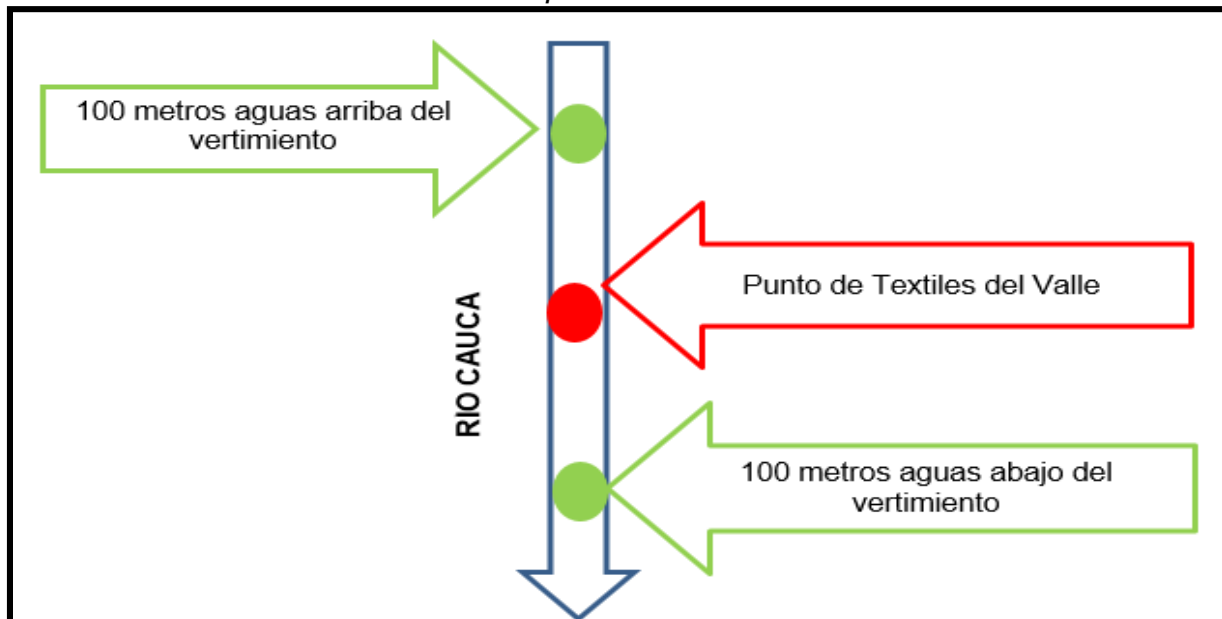 100 metros aguas arriba del
vertimiento
Punto de Textiles del Valle
RIO CAUCA
100 metros aguas abajo del
vertimiento